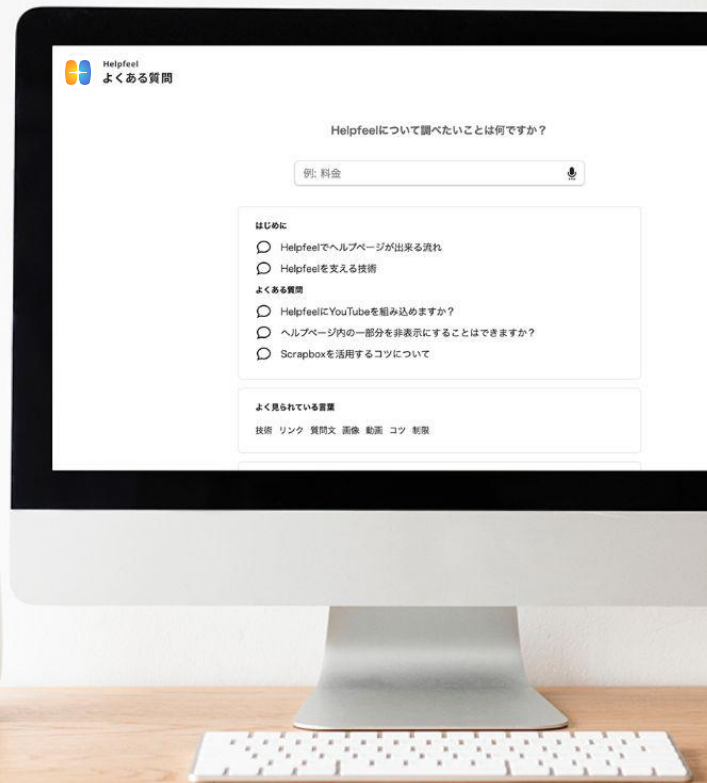 Helpfeel
よくある質問
Helpfeelについて調べたいことは何ですか？
例: 料金
はじめに
Helpfeelでヘルプページが出来る流れ
Helpfeelを支える技術
よくある質問
HelpfeelにYouTubeを組み込めますか？
ヘルプページ内の一部分を非表示にすることはできますか？
Scrapboxを活用するコツについて
よく見られている言葉
技術 リンク 質問文 画像 動画 コツ 制限